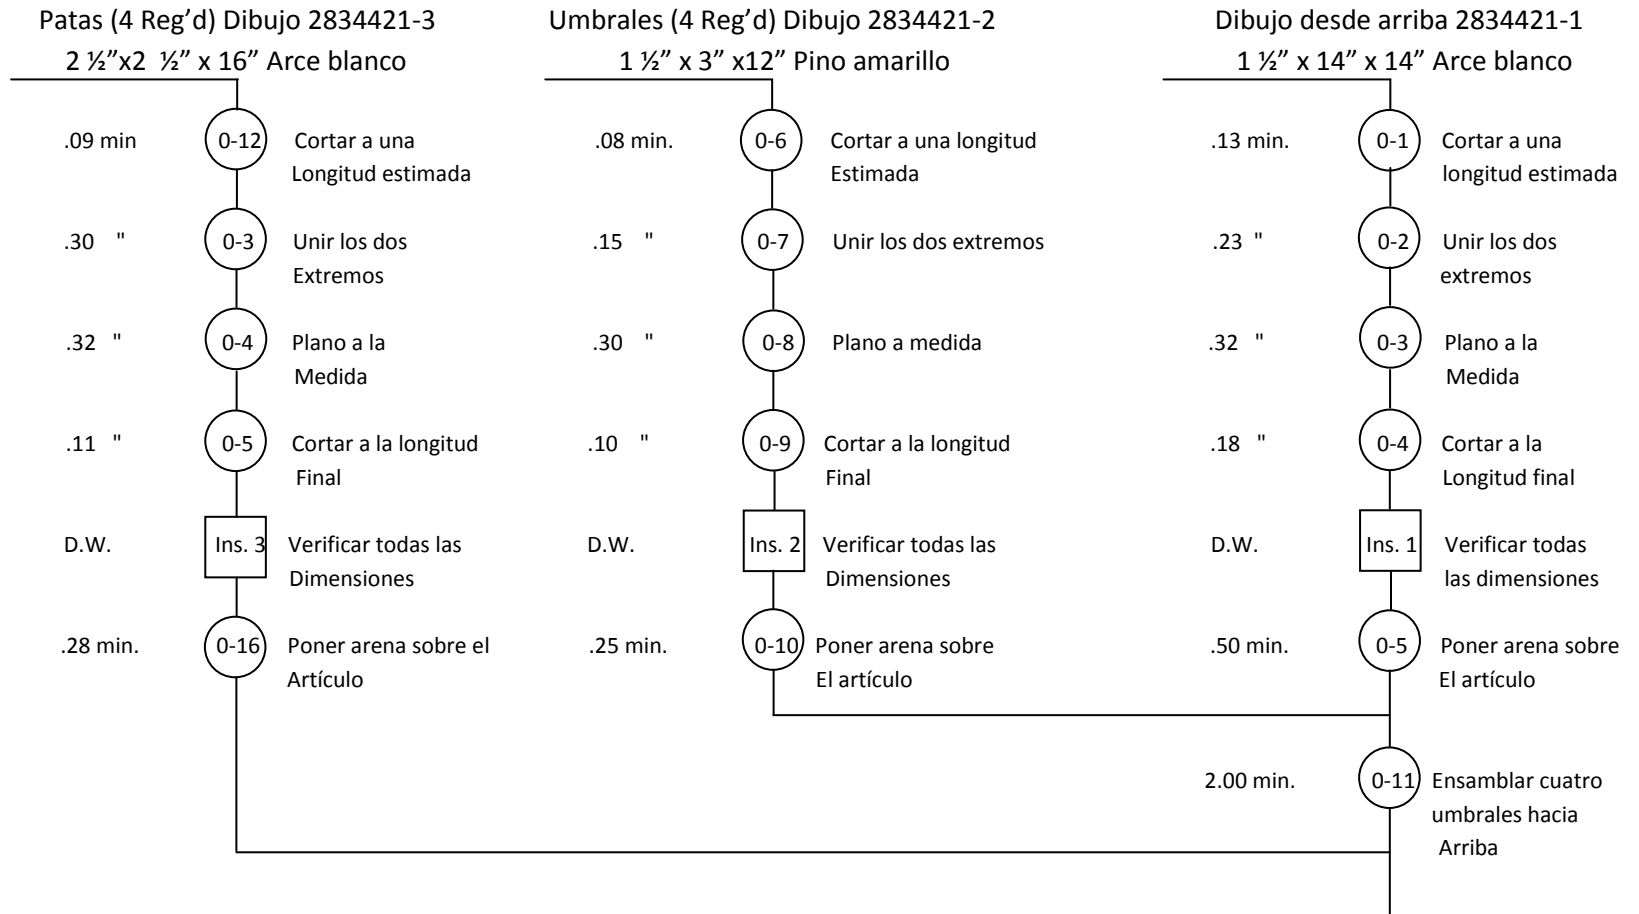 Patas (4 Reg’d) Dibujo 2834421-3
2 ½”x2 ½” x 16” Arce blanco
.09 min
0-12
Cortar a una
Longitud estimada
.30 "
0-3
Unir los dos
Extremos
.32 "
0-4
Plano a la
Medida
.11 "
0-5
Cortar a la longitud
Final
D.W.
Ins. 3
Verificar todas las
Dimensiones
.28 min.
0-16
Poner arena sobre el
Artículo
Umbrales (4 Reg’d) Dibujo 2834421-2
1 ½” x 3” x12” Pino amarillo
.08 min.
0-6
Cortar a una longitud
Estimada
.15 "
0-7
Unir los dos extremos
.30 "
0-8
Plano a medida
.10 "
0-9
Cortar a la longitud
Final
D.W.
Ins. 2
Verificar todas las
Dimensiones
.25 min.
0-10
Poner arena sobre
El artículo
Dibujo desde arriba 2834421-1
1 ½” x 14” x 14” Arce blanco
.13 min.
0-1
Cortar a una
longitud estimada
.23 "
0-2
Unir los dos
extremos
.32 "
0-3
Plano a la
Medida
.18 "
0-4
Cortar a la
Longitud final
D.W.
Ins. 1
Verificar todas
las dimensiones
.50 min.
0-5
Poner arena sobre
El artículo
2.00 min.
0-11
Ensamblar cuatro
umbrales hacia
Arriba